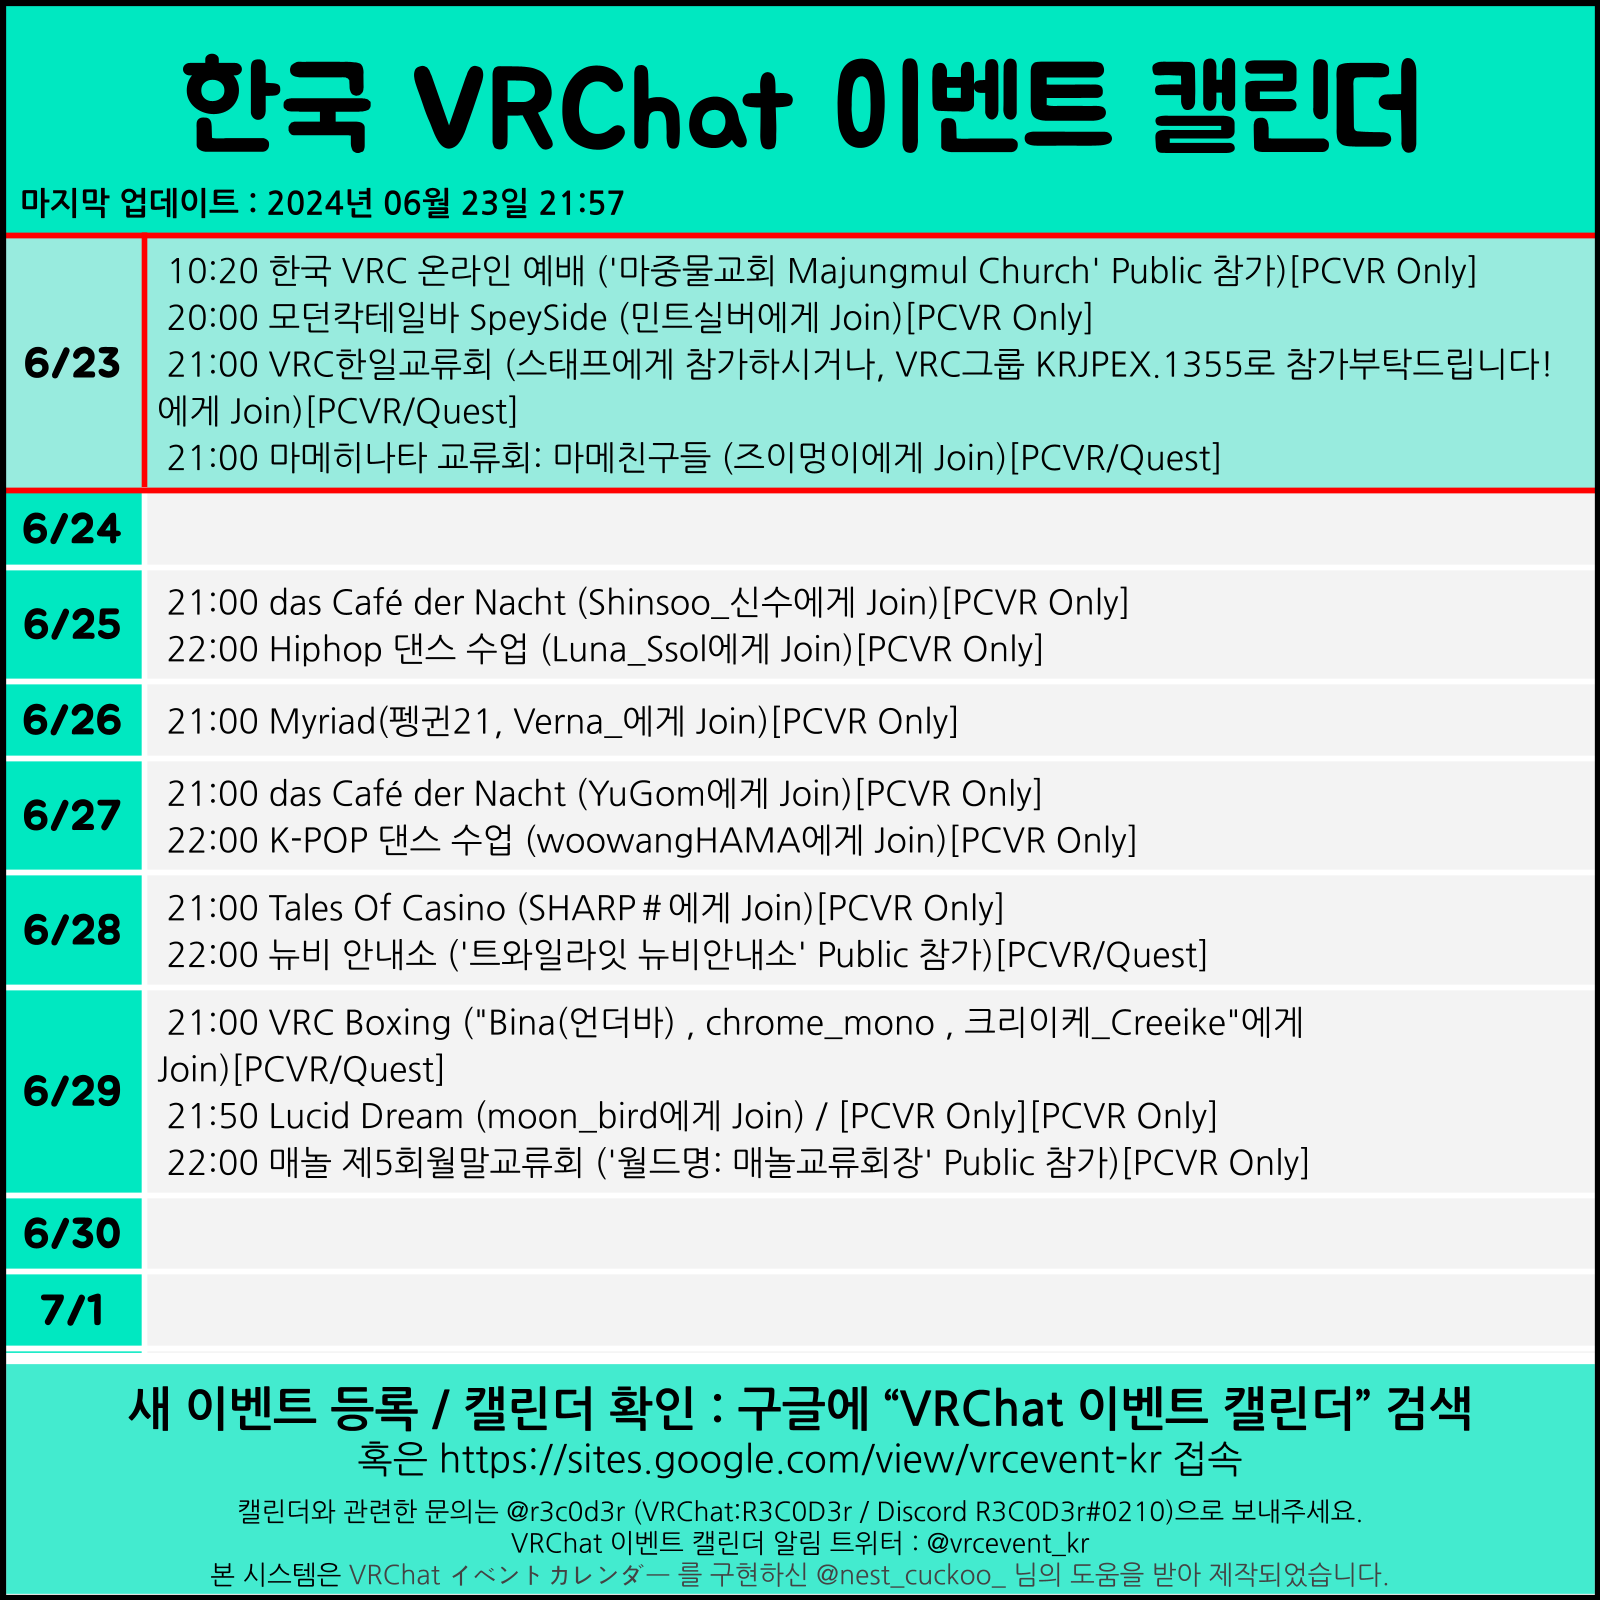 한국 VRChat 이벤트 캘린더
마지막 업데이트 : 2024년 06월 23일 21:57
6/23
10:20 한국 VRC 온라인 예배 ('마중물교회 Majungmul Church' Public 참가)[PCVR Only]
20:00 모던칵테일바 SpeySide (민트실버에게 Join)[PCVR Only]
21:00 VRC한일교류회 (스태프에게 참가하시거나, VRC그룹 KRJPEX.1355로 참가부탁드립니다!
에게 Join)[PCVR/Quest]
21:00 마메히나타 교류회: 마메친구들 (즈이멍이에게 Join)[PCVR/Quest]
6/24
6/25
21:00 das Café der Nacht (Shinsoo_신수에게 Join)[PCVR Only]
22:00 Hiphop 댄스 수업 (Luna_Ssol에게 Join)[PCVR Only]
6/26
21:00 Myriad(펭귄21, Verna_에게 Join)[PCVR Only]
6/27
21:00 das Café der Nacht (YuGom에게 Join)[PCVR Only]
22:00 K-POP 댄스 수업 (woowangHAMA에게 Join)[PCVR Only]
6/28
21:00 Tales Of Casino (SHARP＃에게 Join)[PCVR Only]
22:00 뉴비 안내소 ('트와일라잇 뉴비안내소' Public 참가)[PCVR/Quest]
6/29
21:00 VRC Boxing ("Bina(언더바) , chrome_mono , 크리이케_Creeike"에게
Join)[PCVR/Quest]
21:50 Lucid Dream (moon_bird에게 Join) / [PCVR Only][PCVR Only]
22:00 매놀 제5회월말교류회 ('월드명: 매놀교류회장' Public 참가)[PCVR Only]
6/30
7/1
새 이벤트 등록 / 캘린더 확인 : 구글에 “VRChat 이벤트 캘린더” 검색
혹은 https://sites.google.com/view/vrcevent-kr 접속
캘린더와 관련한 문의는 @r3c0d3r (VRChat:R3C0D3r / Discord R3C0D3r#0210)으로 보내주세요.
VRChat 이벤트 캘린더 알림 트위터 : @vrcevent_kr
본 시스템은 VRChat イベントカレンダー 를 구현하신 @nest_cuckoo_ 님의 도움을 받아 제작되었습니다.